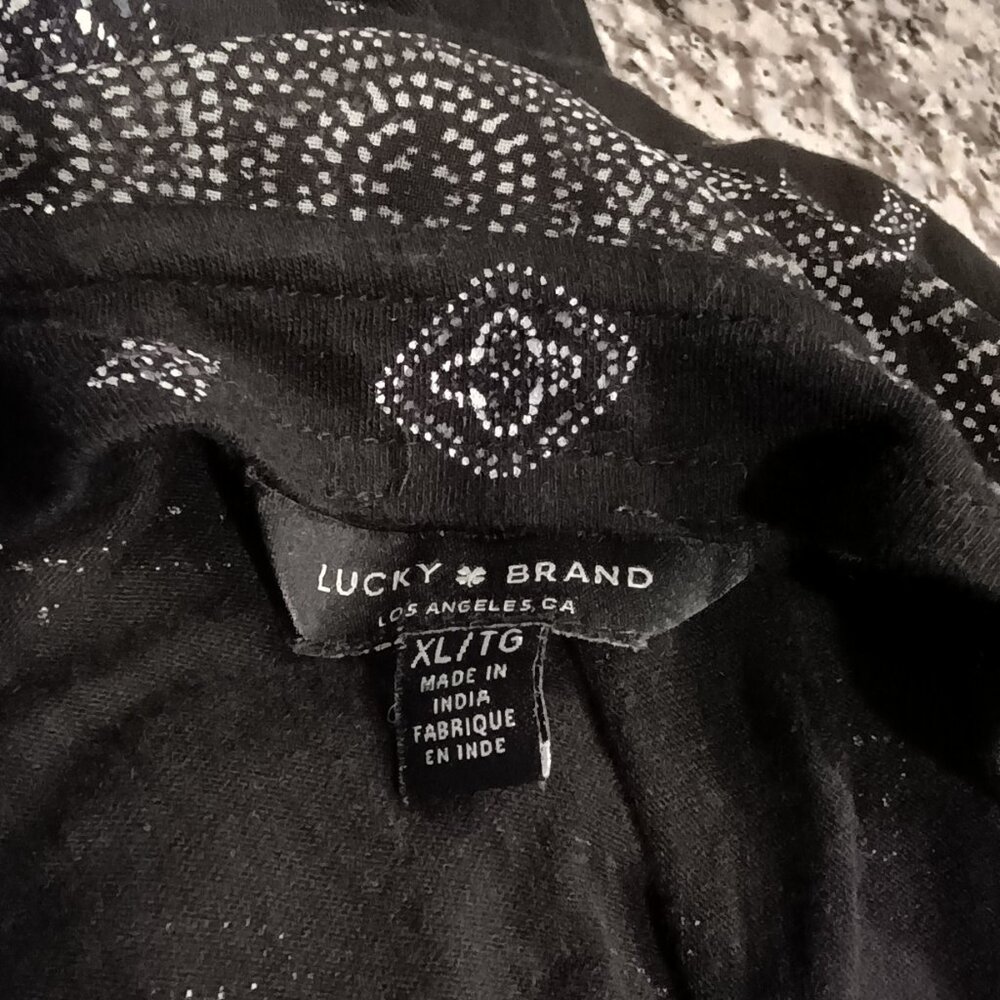 LUCKY BRAND
LOS ANGELES, CA
XL/TG
MADE IN
INDIA
FABRIQUE
EN INDE